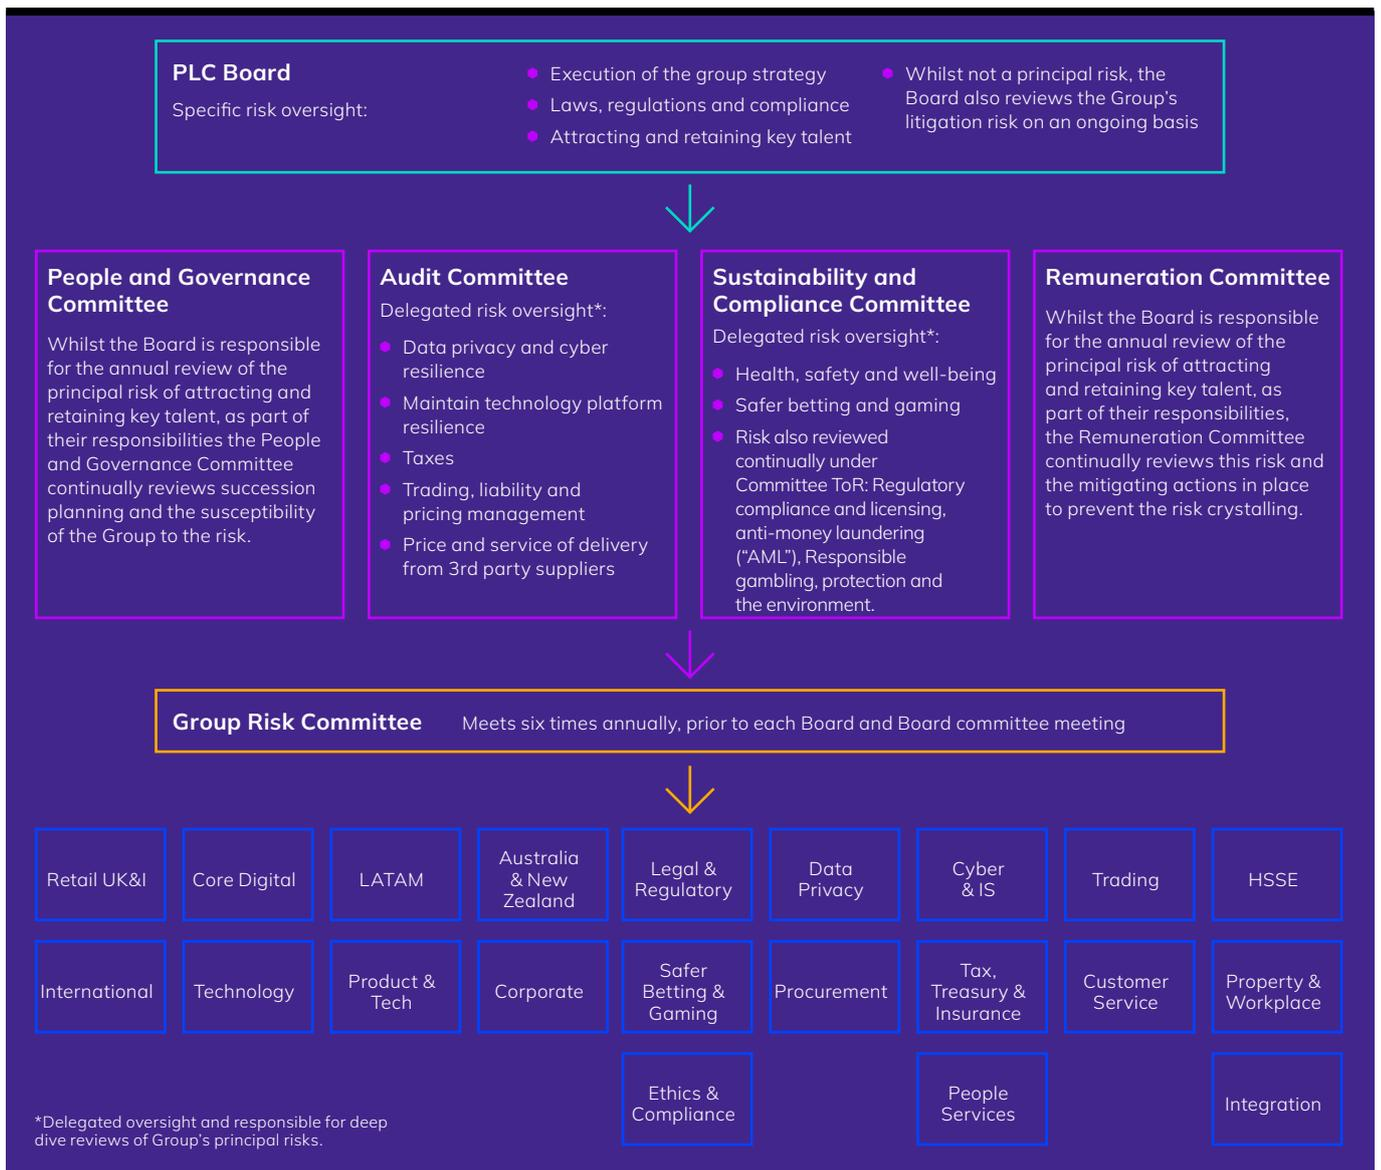 PLC Board
Specific risk oversight:
Execution of the group strategy
Laws, regulations and compliance
Attracting and retaining key talent
Whilst not a principal risk, the
Board also reviews the Group’s
litigation risk on an ongoing basis
People and Governance
Committee
Whilst the Board is responsible
for the annual review of the
principal risk of attracting and
retaining key talent, as part of
their responsibilities the People
and Governance Committee
continually reviews succession
planning and the susceptibility
of the Group to the risk.
Audit Committee
Delegated risk oversight*:
Data privacy and cyber
resilience
Maintain technology platform
resilience
Taxes
Trading, liability and
pricing management
Price and service of delivery
from 3rd party suppliers
Sustainability and
Compliance Committee
Delegated risk oversight*:
Health, safety and well-being
Safer betting and gaming
Risk also reviewed
continually under
Committee ToR: Regulatory
compliance and licensing,
anti-money laundering
(“AML”), Responsible
gambling, protection and
the environment.
Remuneration Committee
Whilst the Board is responsible
for the annual review of the
principal risk of attracting
and retaining key talent, as
part of their responsibilities,
the Remuneration Committee
continually reviews this risk and
the mitigating actions in place
to prevent the risk crystalling.
Group Risk Committee
Meets six times annually, prior to each Board and Board committee meeting
Retail UK&I
Core Digital
LATAM
Australia
& New
Zealand
Legal &
Regulatory
Data
Privacy
Cyber
& IS
Trading
HSSE
International
Technology
Product &
Tech
Corporate
Safer
Betting &
Gaming
Procurement
Tax,
Treasury &
Insurance
Customer
Service
Property &
Workplace
Ethics &
Compliance
People
Services
Integration
*Delegated oversight and responsible for deep
dive reviews of Group’s principal risks.